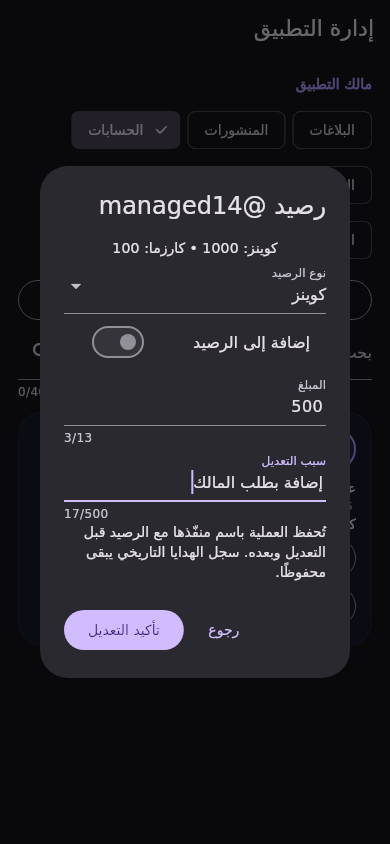 إدارة التطبيق
مالك التطبيق
البلاغات
المنشورات
الحسابات
رصيد @managed14
كوينز: 1000 • كارزما: 100
نوع الرصيد
كوينز
إضافة إلى الرصيد
المبلغ
500
3/13
سبب التعديل
إضافة بطلب المالك
17/500
تُحفظ العملية باسم منفّذها مع الرصيد قبل
التعديل وبعده. سجل الهدايا التاريخي يبقى
محفوظًا.
رجوع
تأكيد التعديل